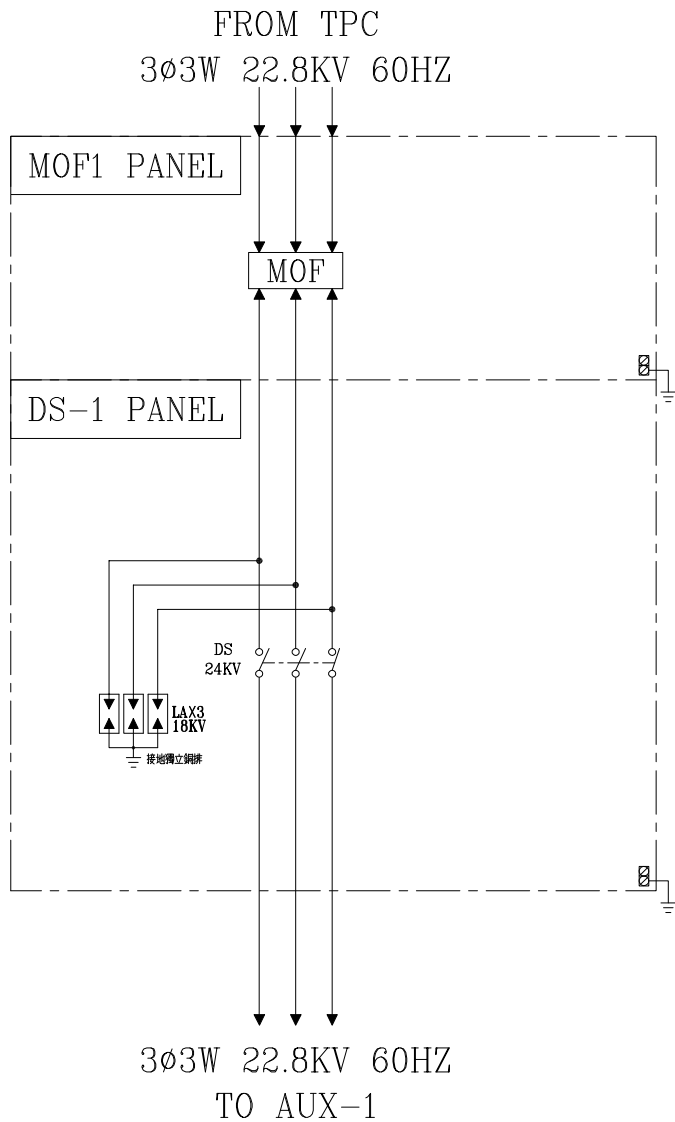 FROM TPC
3ø3W 22.8KV 60HZ
MOF1 PANEL
MOF
DS-1 PANEL
DS
24KV
LAX3
18KV
接地獨立銅排
3ø3W 22.8KV 60HZ
TO AUX-1